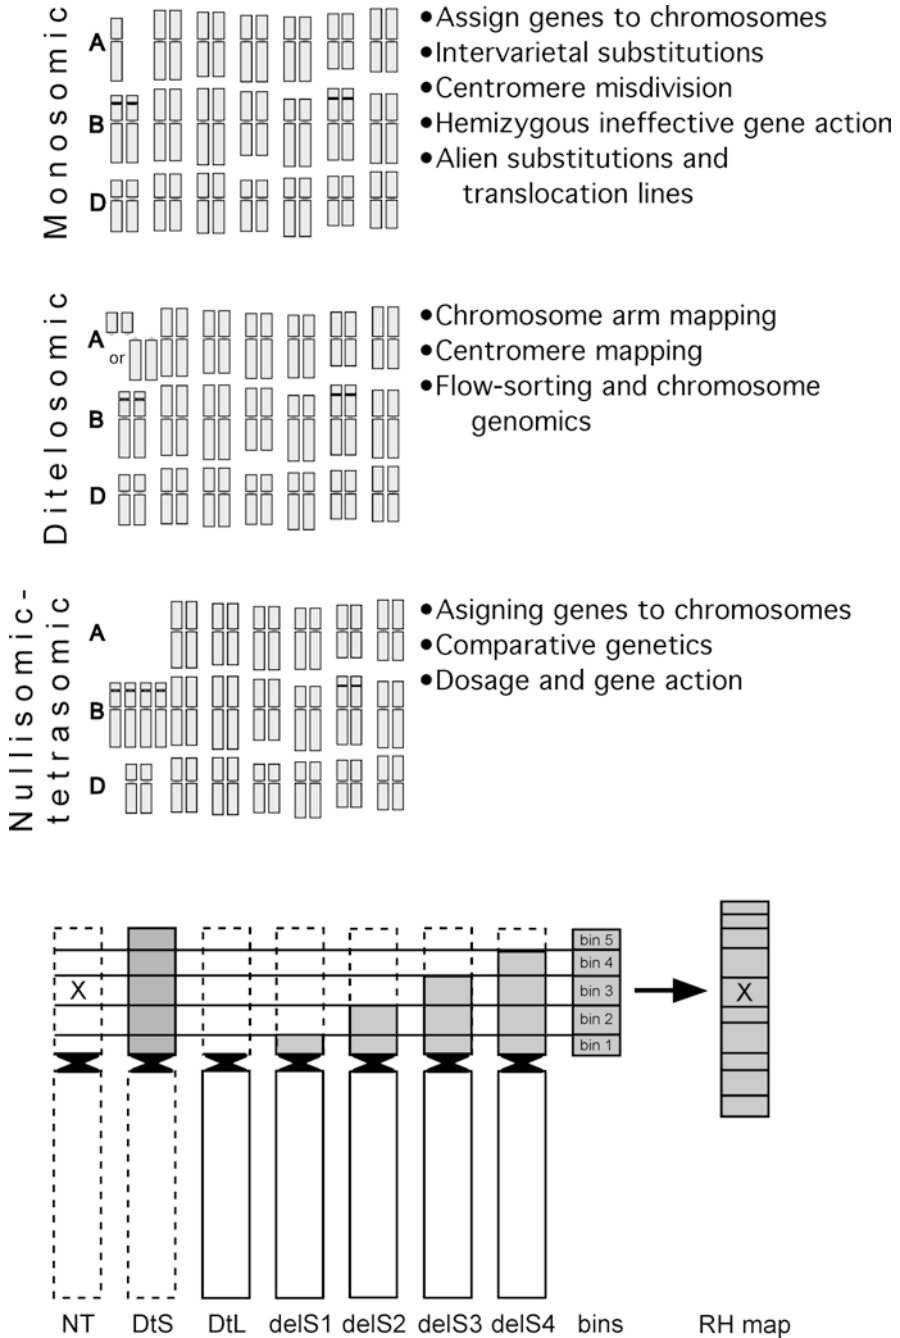 Monosomic
A
B
D
•Assign genes to chromosomes
•Intervarietal substitutions
•Centromere misdivision
•Hemizygous ineffective gene action
•Alien substitutions and
translocation lines
Ditelosomic
A
or
B
D
•Chromosome arm mapping
•Centromere mapping
•Flow-sorting and chromosome
genomics
Nullisomic-
tetrasomic
A
B
D
•Asigning genes to chromosomes
•Comparative genetics
•Dosage and gene action
bin 5
bin 4
X
bin 3
X
bin 2
bin 1
NT DtS DtL delS1 delS2 delS3 delS4 bins RH map